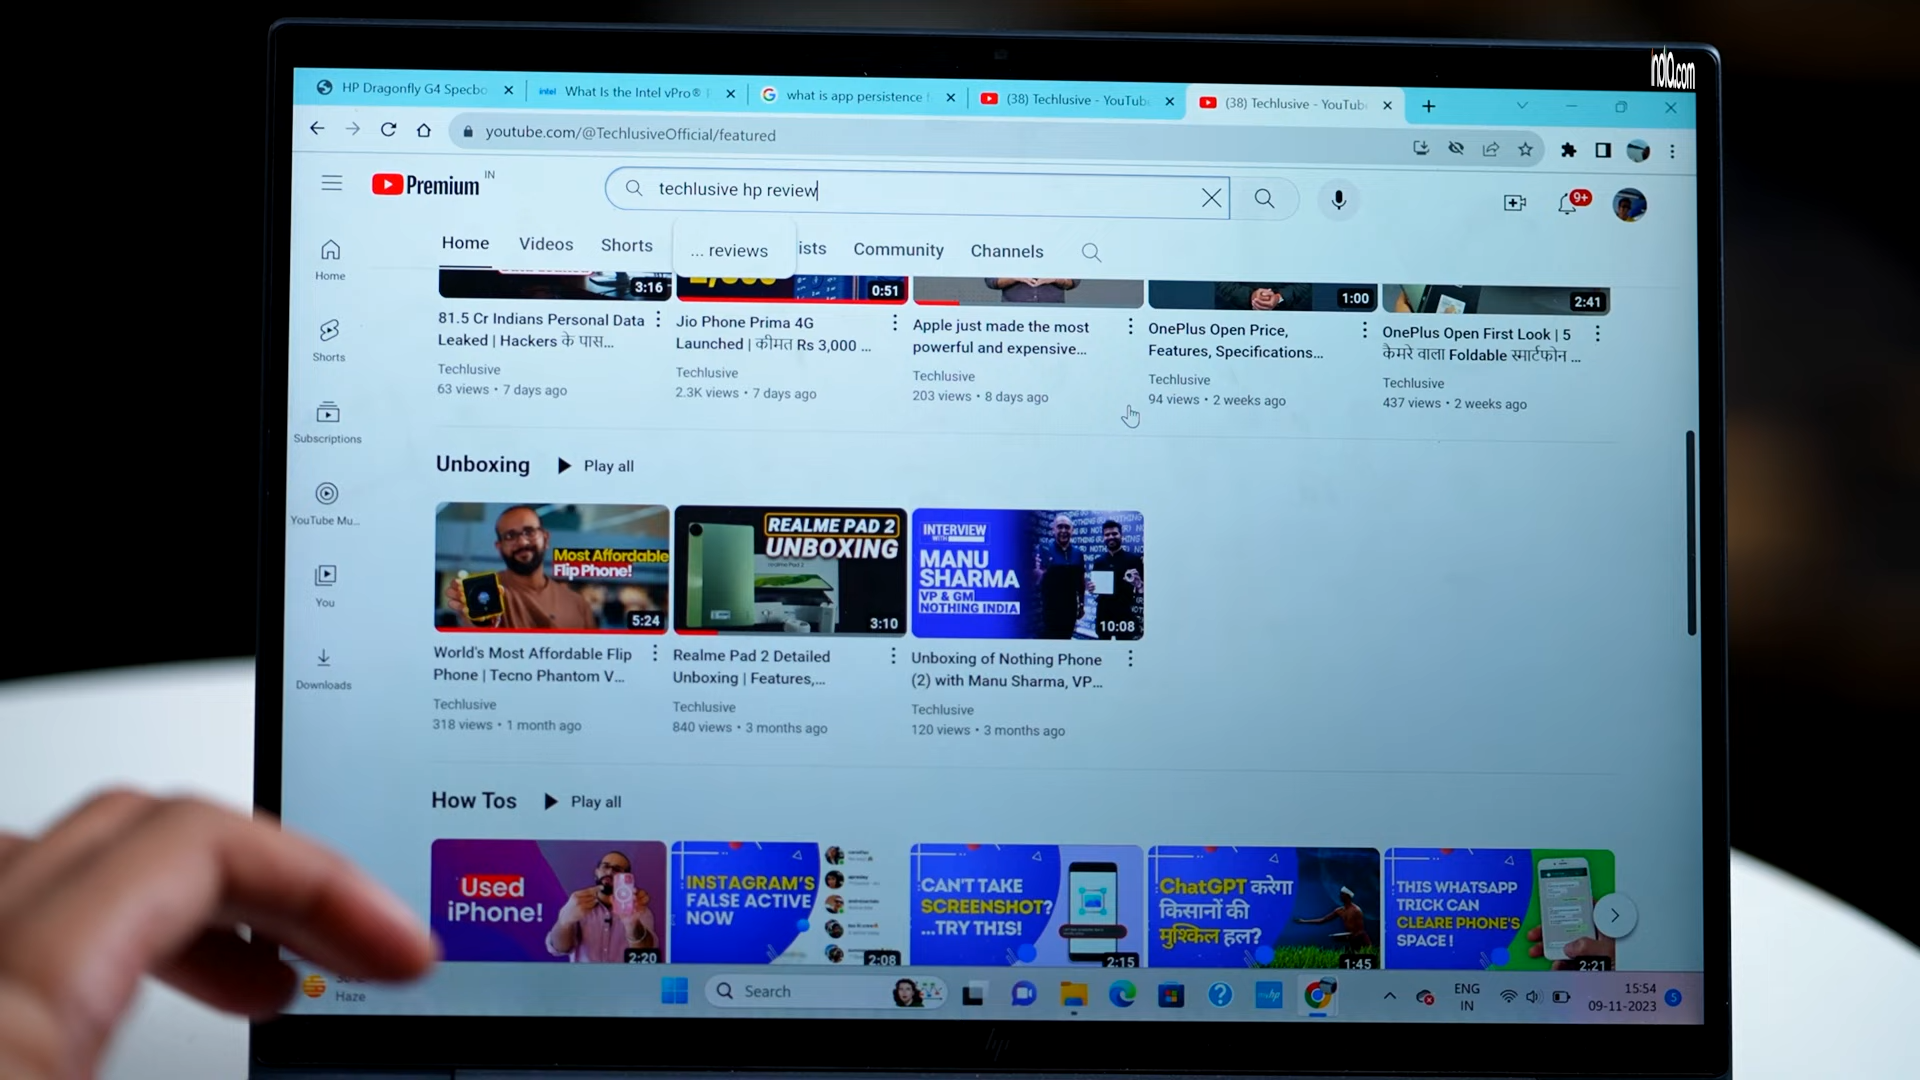 india.com
HP Dragonfly G4 Specbo
intel What Is the Intel vPro®
what is app persistence
(38) Techlusive - YouTub
(38) Techlusive - YouTub
youtube.com/@TechlusiveOfficial/featured
Premium IN
techlusive hp review
9+
Home Videos Shorts ... reviews ists Community Channels
Home
Shorts
Subscriptions
YouTube Mu...
You
Downloads
3:16
0:51
1:00
2:41
81.5 Cr Indians Personal Data
Leaked | Hackers के पास...
Techlusive
63 views • 7 days ago
Jio Phone Prima 4G
Launched | कीमत Rs 3,000 ...
Techlusive
2.3K views • 7 days ago
Apple just made the most
powerful and expensive...
Techlusive
203 views • 8 days ago
OnePlus Open Price,
Features, Specifications...
Techlusive
94 views • 2 weeks ago
OnePlus Open First Look | 5
कैमरे वाला Foldable स्मार्टफोन ...
Techlusive
437 views • 2 weeks ago
Unboxing Play all
Most Affordable
Flip Phone!
5:24
REALME PAD 2
UNBOXING
realme Pad 2
3:10
INTERVIEW
WITH
MANU
SHARMA
VP & GM
NOTHING INDIA
10:08
World's Most Affordable Flip
Phone | Tecno Phantom V...
Techlusive
318 views • 1 month ago
Realme Pad 2 Detailed
Unboxing | Features,...
Techlusive
840 views • 3 months ago
Unboxing of Nothing Phone
(2) with Manu Sharma, VP...
Techlusive
120 views • 3 months ago
How Tos Play all
Used
iPhone!
2:20
INSTAGRAM'S
FALSE ACTIVE
NOW
2:08
CAN'T TAKE
SCREENSHOT?
...TRY THIS!
2:15
ChatGPT करेगा
किसानों की
मुश्किल हल?
1:45
THIS WHATSAPP
TRICK CAN
CLEARE PHONE'S
SPACE !
2:21
Haze
Search
myhp
ENG
IN
15:54
09-11-2023
5
hp